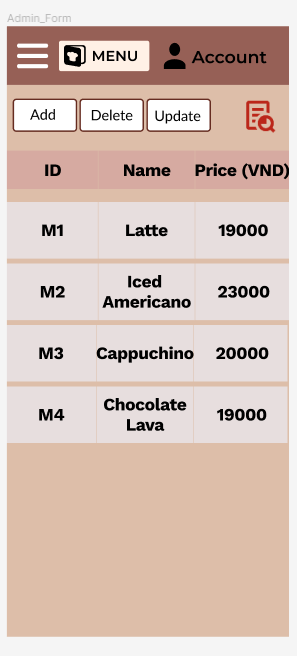 Admin_Form
MENU Account
Add Delete Update
ID Name Price (VND)
M1 Latte 19000
M2 Iced Americano 23000
M3 Cappuchino 20000
M4 Chocolate Lava 19000